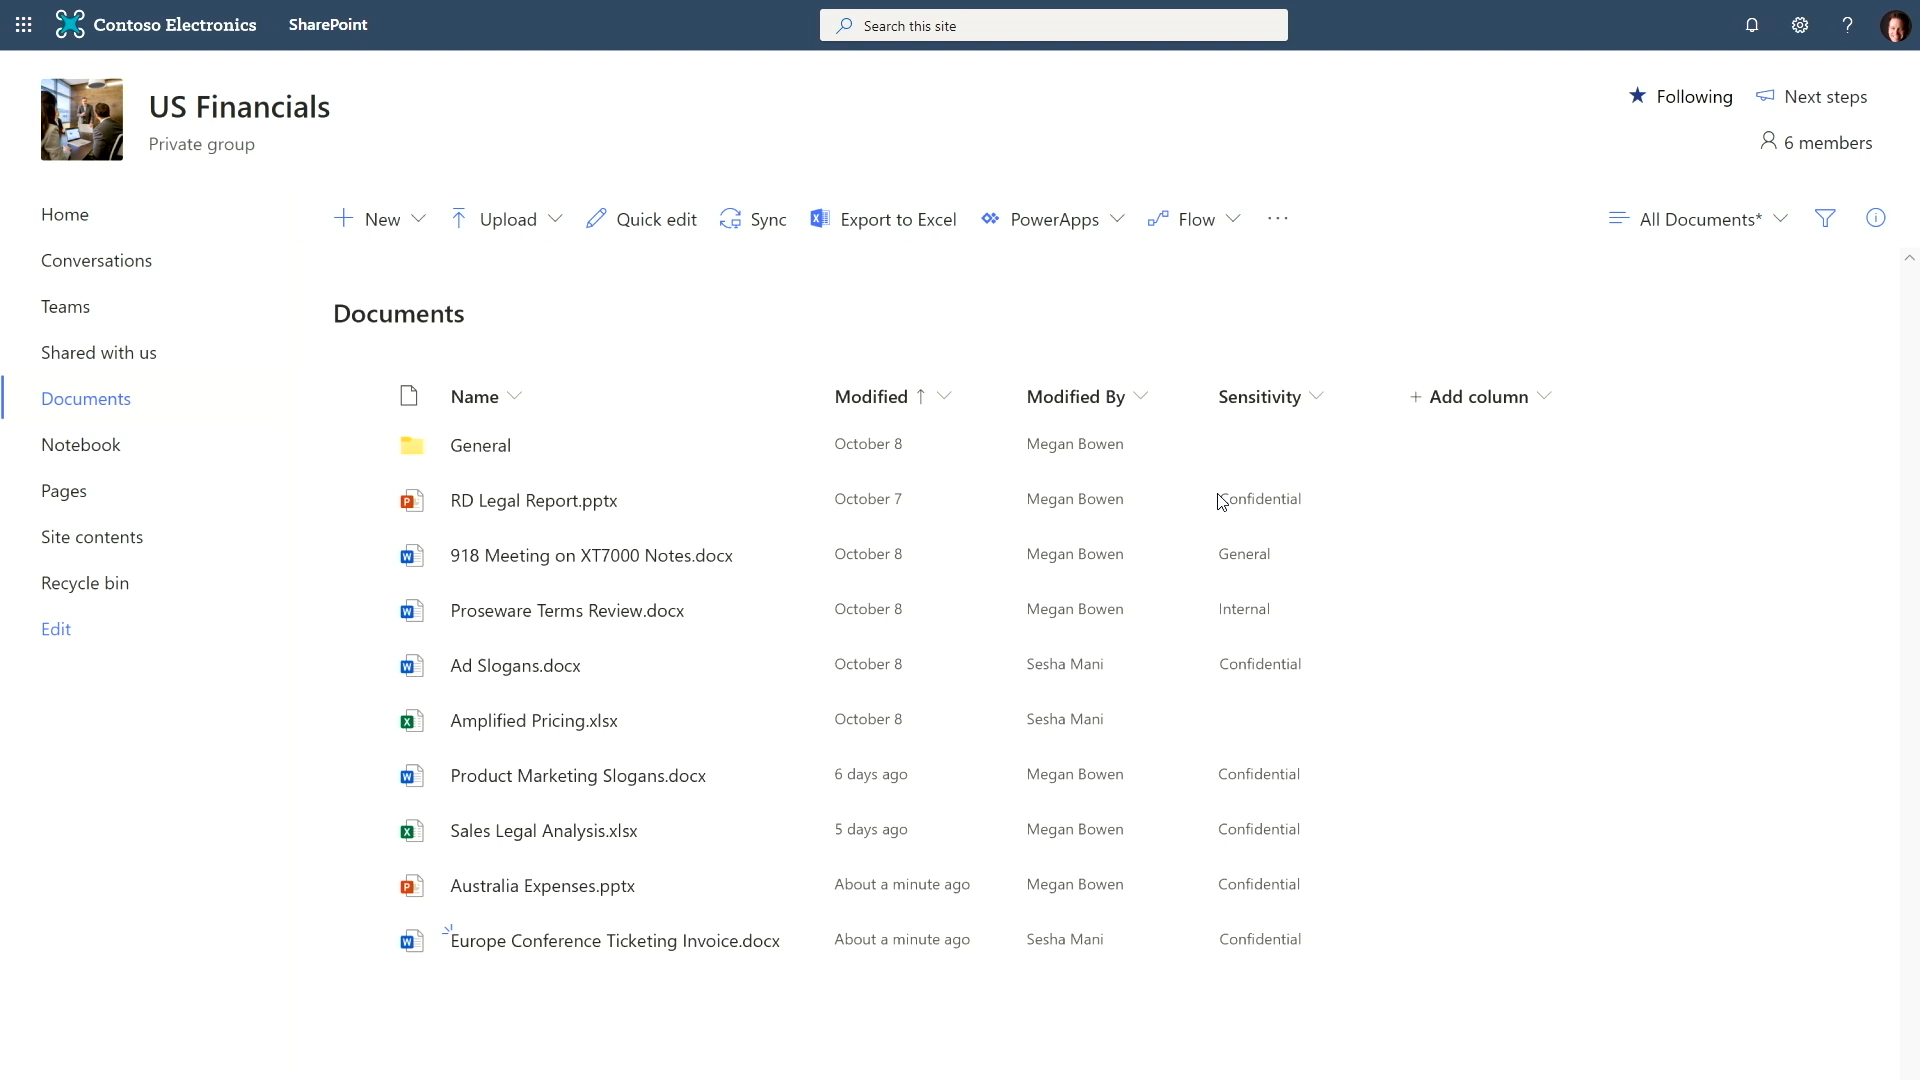 Contoso Electronics SharePoint Search this site ?
US Financials
Private group
Following Next steps
6 members
Home
Conversations
Teams
Shared with us
Documents
Notebook
Pages
Site contents
Recycle bin
Edit
New Upload Quick edit Sync Export to Excel PowerApps Flow ··· All Documents*
Documents
Name Modified ↑ Modified By Sensitivity + Add column
General October 8 Megan Bowen
RD Legal Report.pptx October 7 Megan Bowen Confidential
918 Meeting on XT7000 Notes.docx October 8 Megan Bowen General
Proseware Terms Review.docx October 8 Megan Bowen Internal
Ad Slogans.docx October 8 Sesha Mani Confidential
Amplified Pricing.xlsx October 8 Sesha Mani
Product Marketing Slogans.docx 6 days ago Megan Bowen Confidential
Sales Legal Analysis.xlsx 5 days ago Megan Bowen Confidential
Australia Expenses.pptx About a minute ago Megan Bowen Confidential
Europe Conference Ticketing Invoice.docx About a minute ago Sesha Mani Confidential